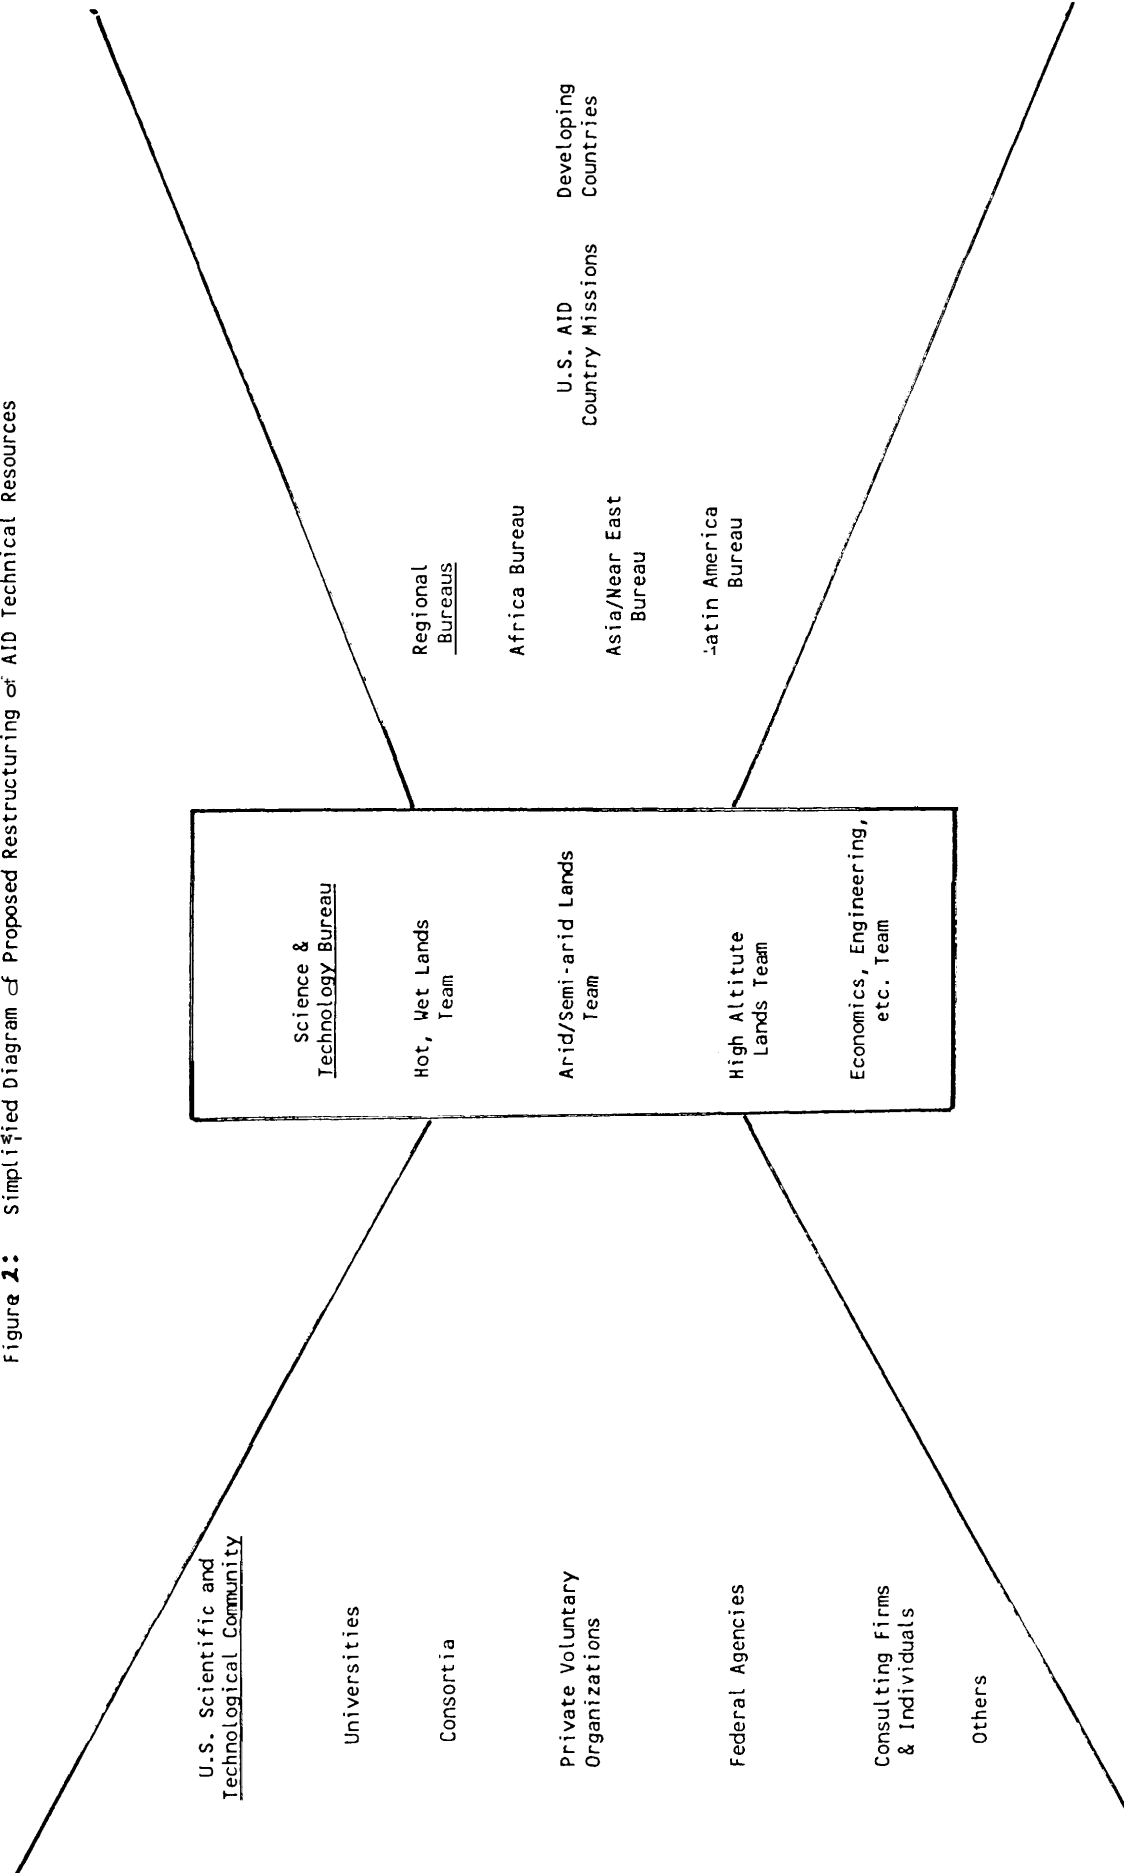 Figure 2: Simplified Diagram of Proposed Restructuring of AID Technical Resources
U.S. Scientific and
Technological Community
Universities
Consortia
Private Voluntary
Organizations
Federal Agencies
Consulting Firms
& Individuals
Others
Science &
Technology Bureau
Hot, Wet Lands
Team
Arid/Semi-arid Lands
Team
High Altitute
Lands Team
Economics, Engineering,
etc. Team
Regional
Bureaus
Africa Bureau
Asia/Near East
Bureau
Latin America
Bureau
U.S. AID
Country Missions
Developing
Countries